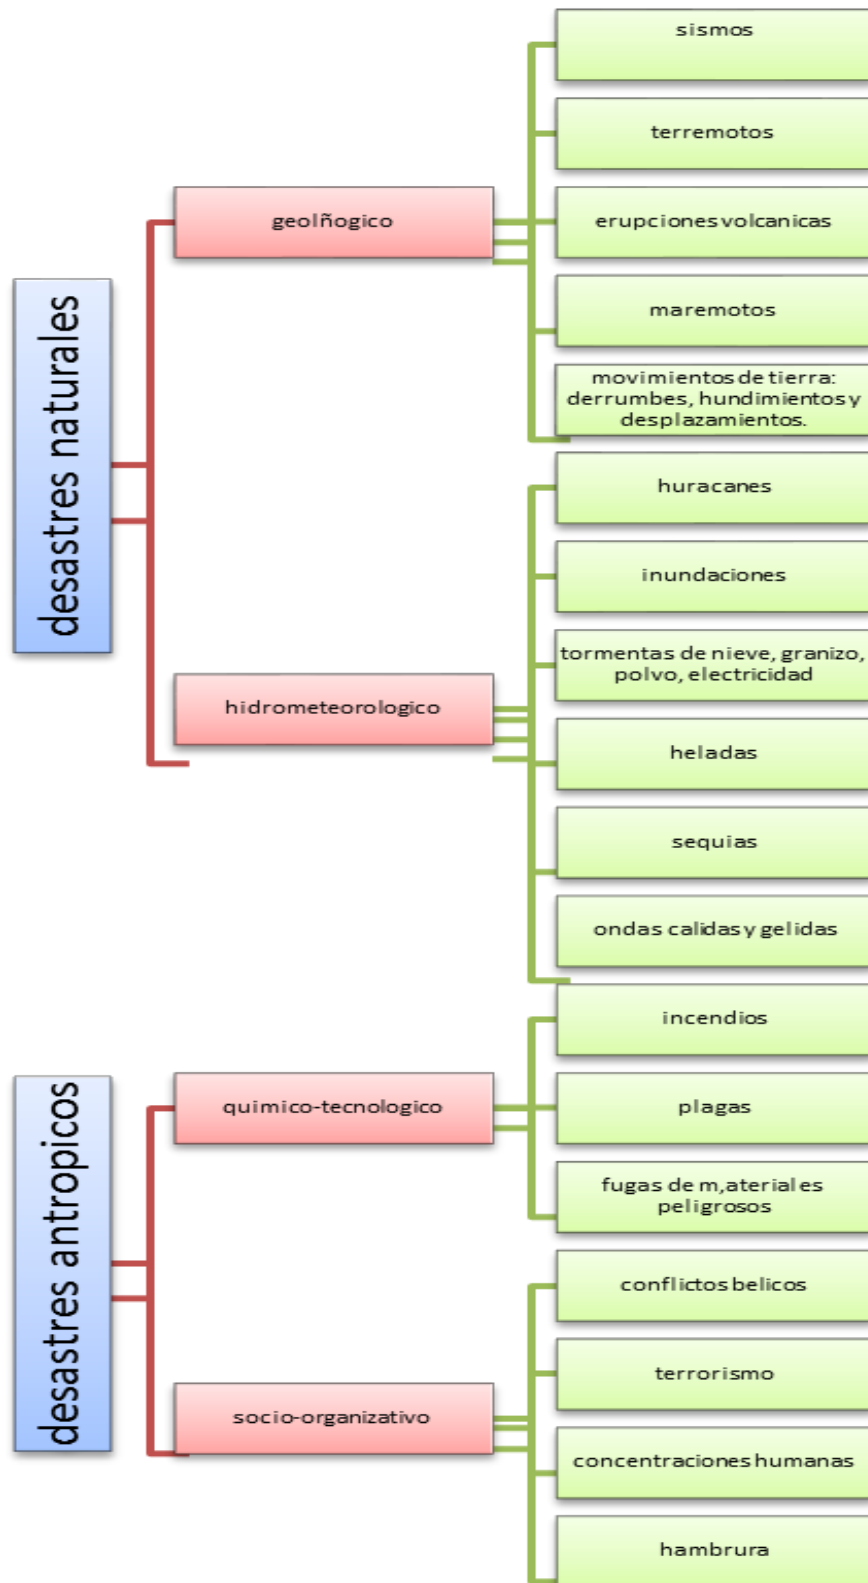 desastres naturales
geolñogico
sismos
terremotos
erupciones volcanicas
maremotos
movimientos de tierra:
derrumbes, hundimientos y
desplazamientos.
hidrometeorologico
huracanes
inundaciones
tormentas de nieve, granizo,
polvo, electricidad
heladas
sequias
ondas calidas y gelidas
desastres antropicos
quimico-tecnologico
incendios
plagas
fugas de m,ateriales
peligrosos
socio-organizativo
conflictos belicos
terrorismo
concentraciones humanas
hambrura